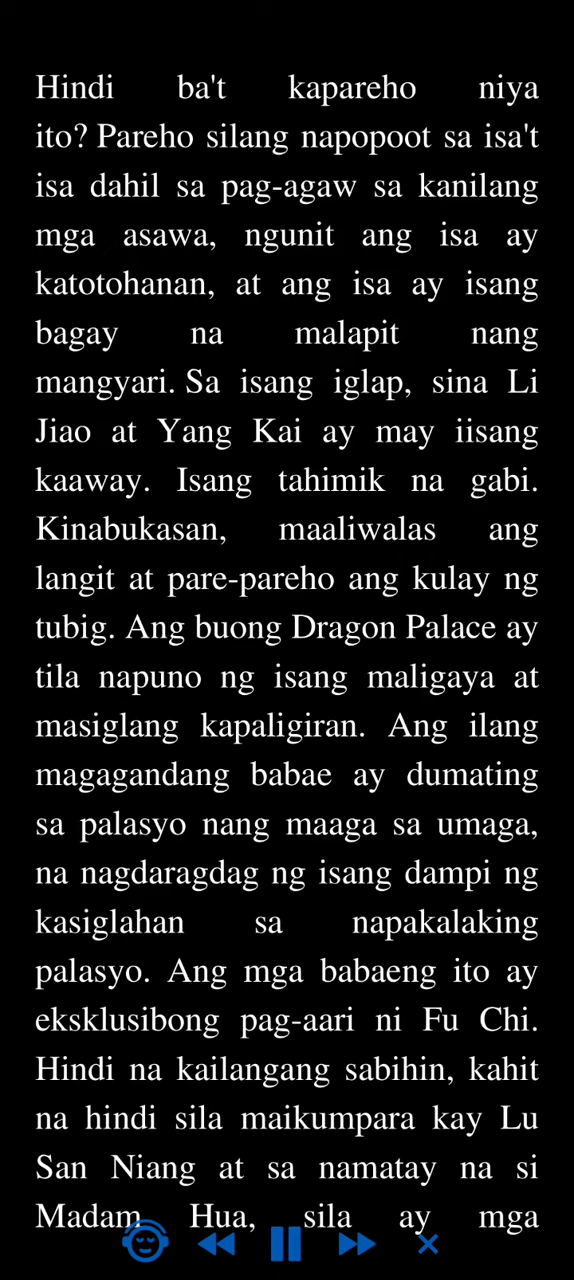 Hindi ba't kapareho niya
ito? Pareho silang napopoot sa isa't
isa dahil sa pag-agaw sa kanilang
mga asawa, ngunit ang isa ay
katotohanan, at ang isa ay isang
bagay na malapit nang
mangyari. Sa isang iglap, sina Li
Jiao at Yang Kai ay may iisang
kaaway. Isang tahimik na gabi.
Kinabukasan, maaliwalas ang
langit at pare-pareho ang kulay ng
tubig. Ang buong Dragon Palace ay
tila napuno ng isang maligaya at
masiglang kapaligiran. Ang ilang
magagandang babae ay dumating
sa palasyo nang maaga sa umaga,
na nagdaragdag ng isang dampi ng
kasiglahan sa napakalaking
palasyo. Ang mga babaeng ito ay
eksklusibong pag-aari ni Fu Chi.
Hindi na kailangang sabihin, kahit
na hindi sila maikumpara kay Lu
San Niang at sa namatay na si
Madam Hua, sila ay mga